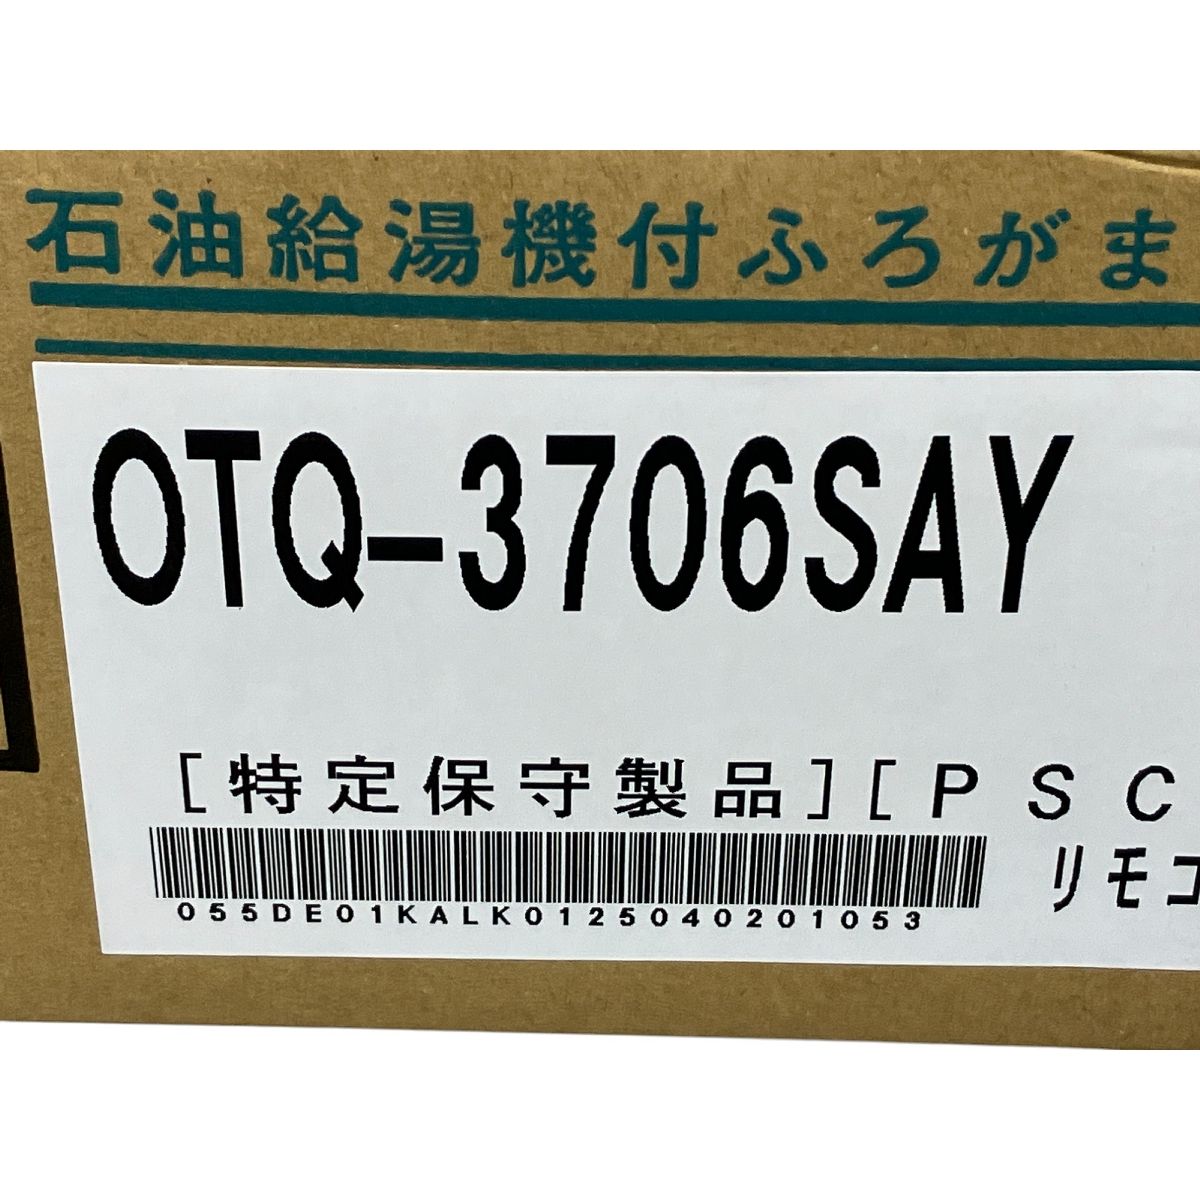 石油給湯機付ふろがま
OTQ-3706SAY
[特定保守製品][PSC
リモコ
055DE01KALK0125040201053